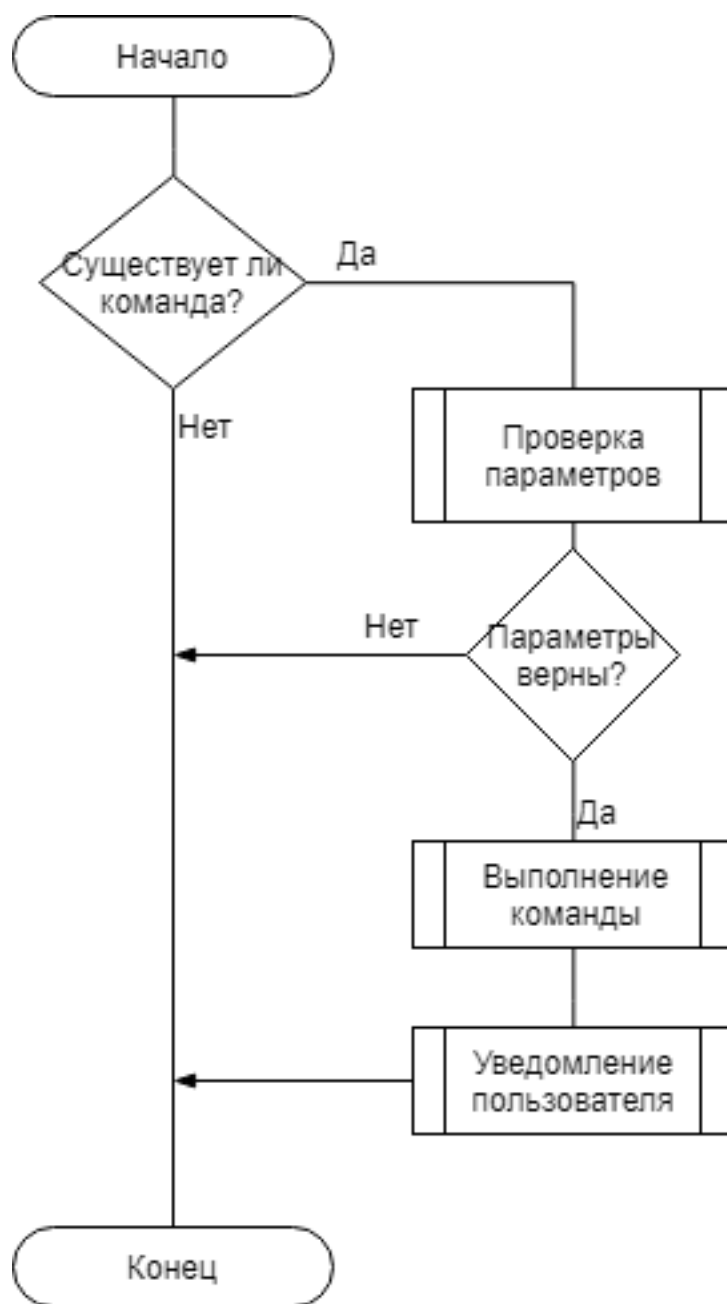 Начало
Существует ли
команда?
Да
Нет
Проверка
параметров
Нет
Параметры
верны?
Да
Выполнение
команды
Уведомление
пользователя
Конец